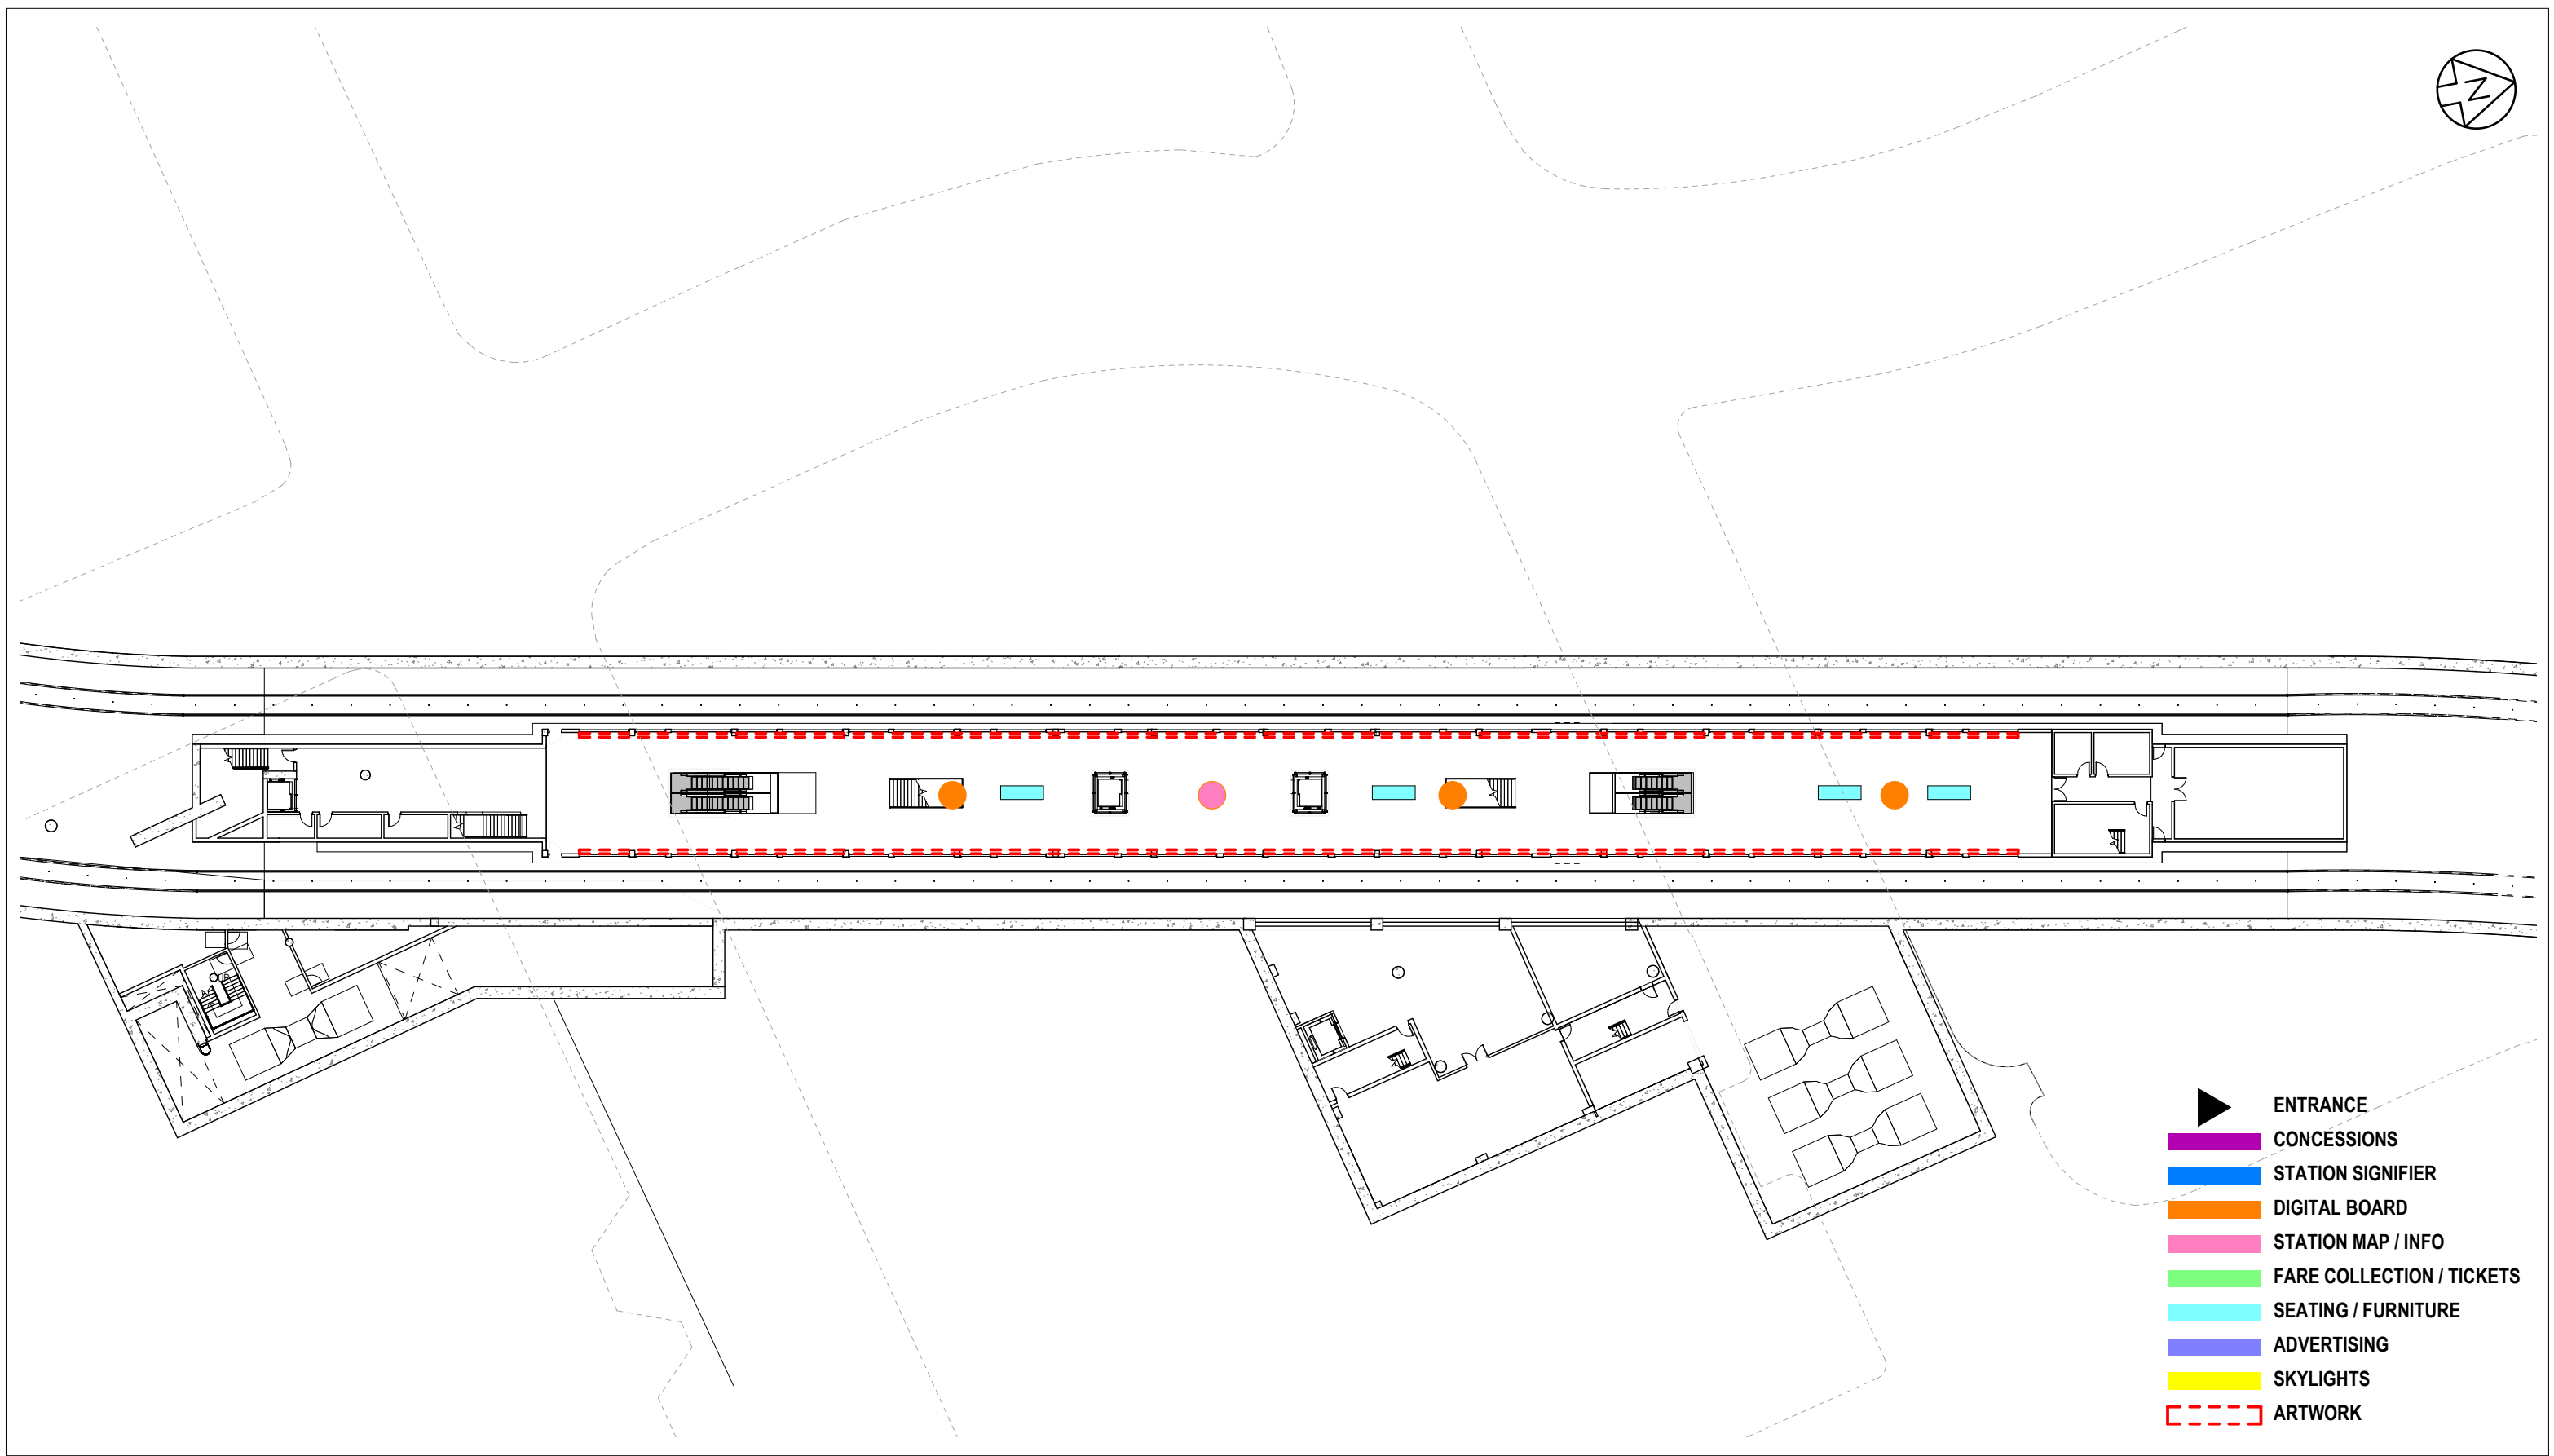 N
ENTRANCE
CONCESSIONS
STATION SIGNIFIER
DIGITAL BOARD
STATION MAP / INFO
FARE COLLECTION / TICKETS
SEATING / FURNITURE
ADVERTISING
SKYLIGHTS
ARTWORK